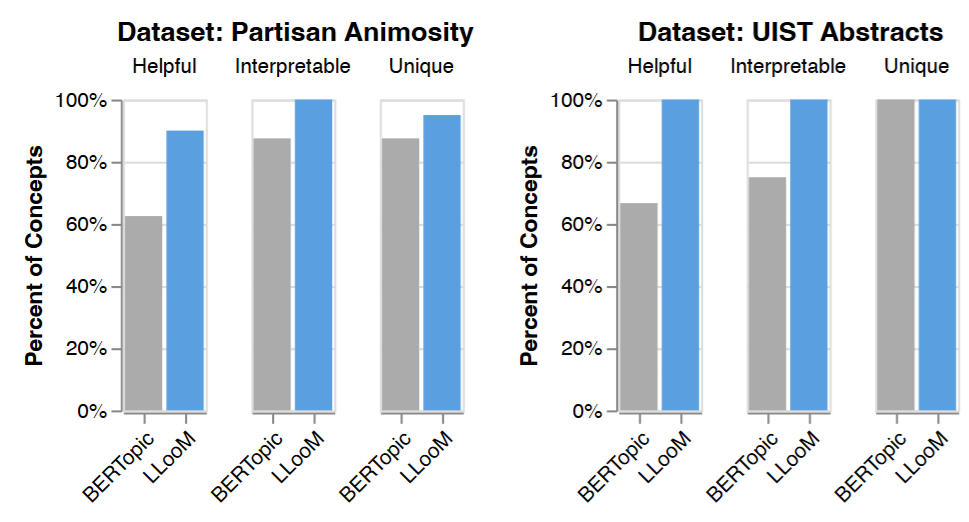 Dataset: Partisan Animosity
Helpful Interpretable Unique
Percent of Concepts
100%
80%
60%
40%
20%
0%
BERTopic LLooM BERTopic LLooM BERTopic LLooM
Dataset: UIST Abstracts
Helpful Interpretable Unique
Percent of Concepts
100%
80%
60%
40%
20%
0%
BERTopic LLooM BERTopic LLooM BERTopic LLooM